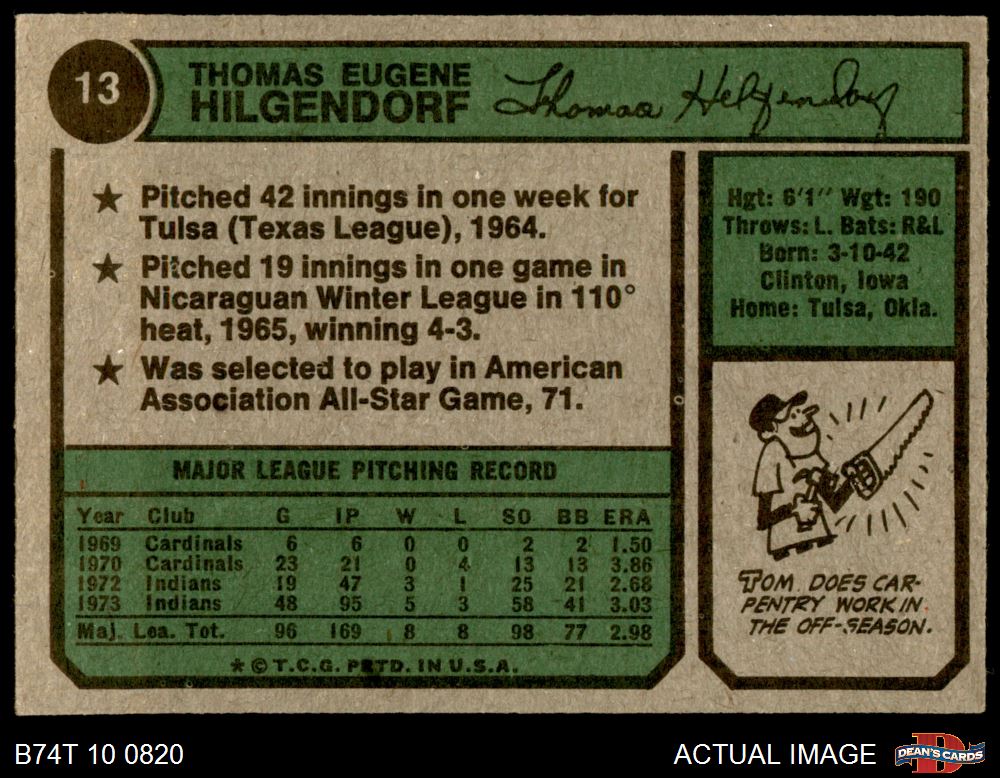 13
THOMAS EUGENE
HILGENDORF
Thomas Hilgendorf
★ Pitched 42 innings in one week for
Tulsa (Texas League), 1964.
★ Pitched 19 innings in one game in
Nicaraguan Winter League in 110°
heat, 1965, winning 4-3.
★ Was selected to play in American
Association All-Star Game, 71.
Hgt: 6'1" Wgt: 190
Throws: L. Bats: R&L
Born: 3-10-42
Clinton, Iowa
Home: Tulsa, Okla.
TOM DOES CAR-
PENTRY WORK IN
THE OFF-SEASON.
MAJOR LEAGUE PITCHING RECORD
Year Club G IP W L SO BB ERA
1969 Cardinals 6 6 0 0 2 2 1.50
1970 Cardinals 23 21 0 4 13 13 3.86
1972 Indians 19 47 3 1 25 21 2.68
1973 Indians 48 95 5 3 58 41 3.03
Maj. Lea. Tot. 96 169 8 8 98 77 2.98
★ © T.C.G. PRTD. IN U.S.A.
B74T 10 0820
ACTUAL IMAGE
D
DEAN'S CARDS